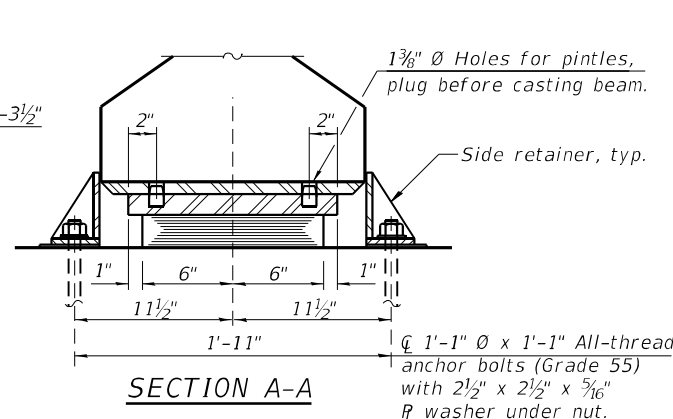 1⅜" Ø Holes for pintles,
plug before casting beam.
-3½"
2" 2"
Side retainer, typ.
1" 6" 6" 1"
11½" 11½"
1'-11"
℄ 1'-1" Ø x 1'-1" All-thread
anchor bolts (Grade 55)
with 2½" x 2½" x 5/16"
P̵ washer under nut.
SECTION A-A